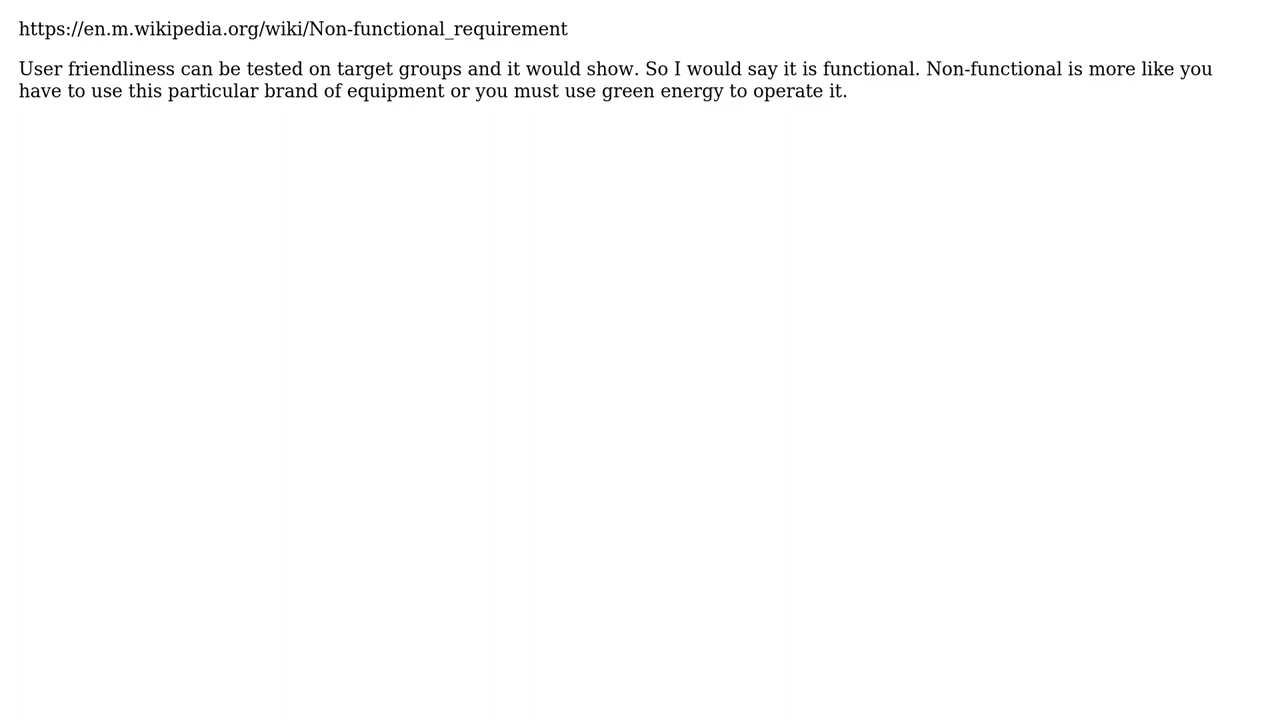 https://en.m.wikipedia.org/wiki/Non-functional_requirement
User friendliness can be tested on target groups and it would show. So I would say it is functional. Non-functional is more like you
have to use this particular brand of equipment or you must use green energy to operate it.